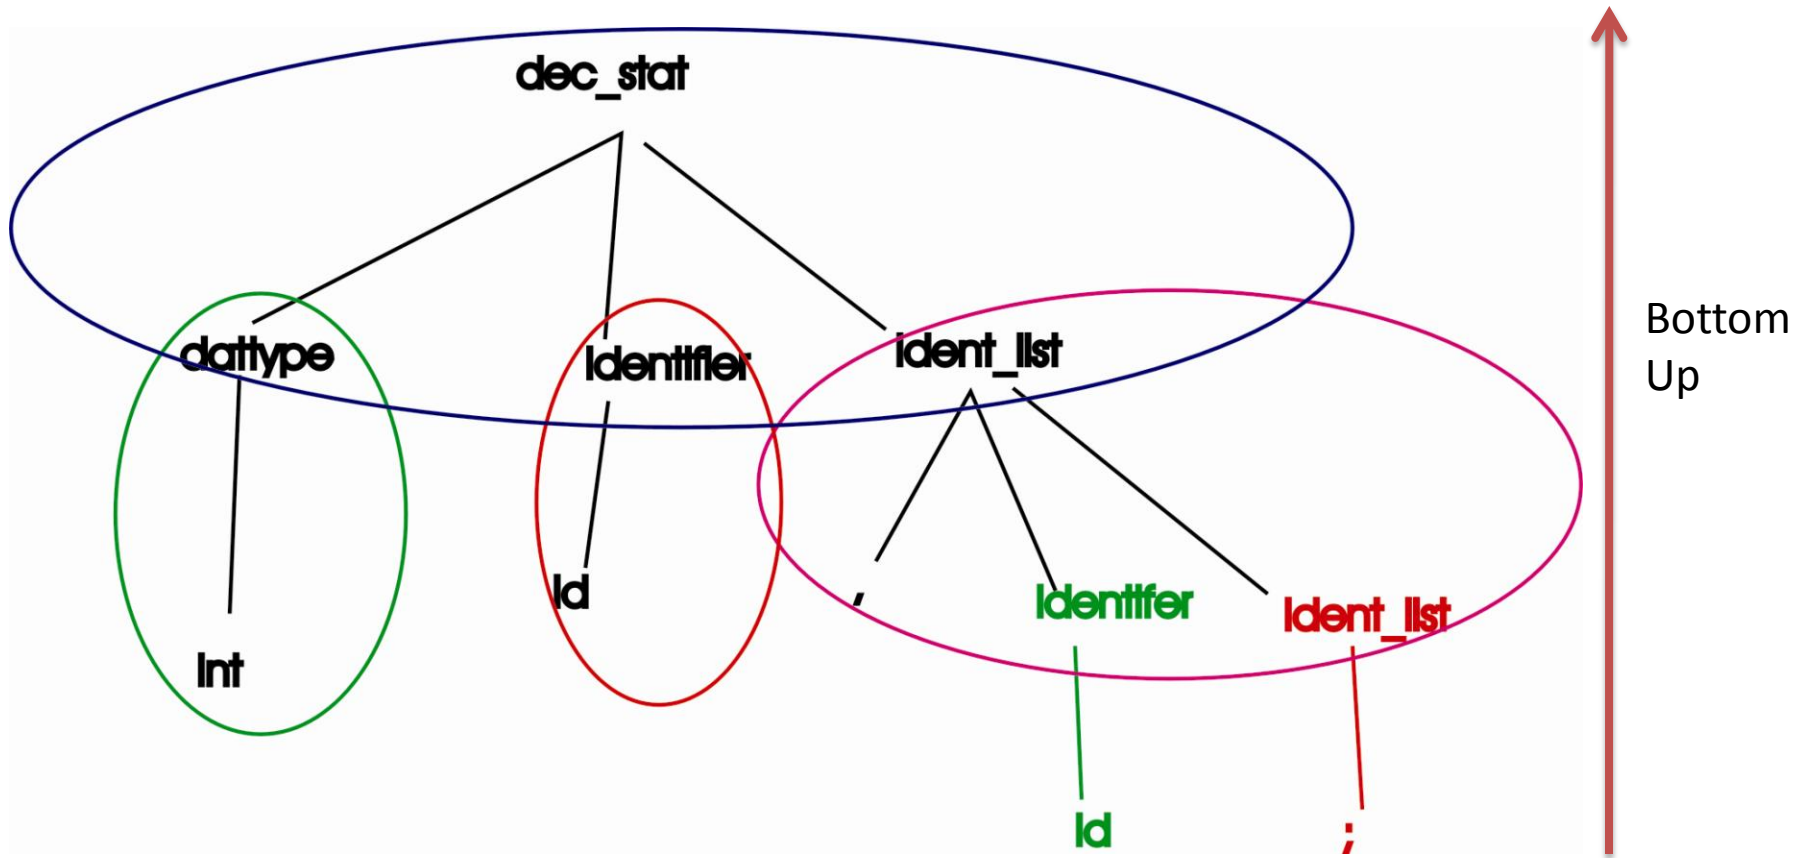 dec_stat
dattype
Identifier
ident_list
Bottom
Up
int
id
,
Identifer
ident_list
id
;